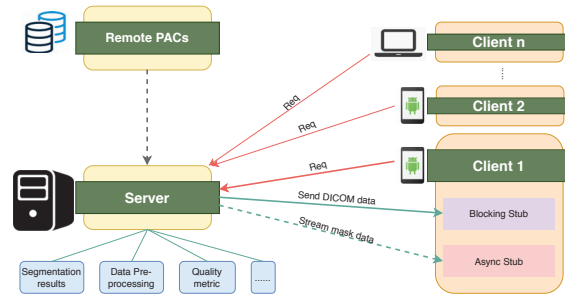 Remote PACs
Client n
Client 2
Client 1
Req
Req
Req
Server
Send DICOM data
Stream mask data
Blocking Stub
Async Stub
Segmentation
results
Data Pre-
processing
Quality
metric
......